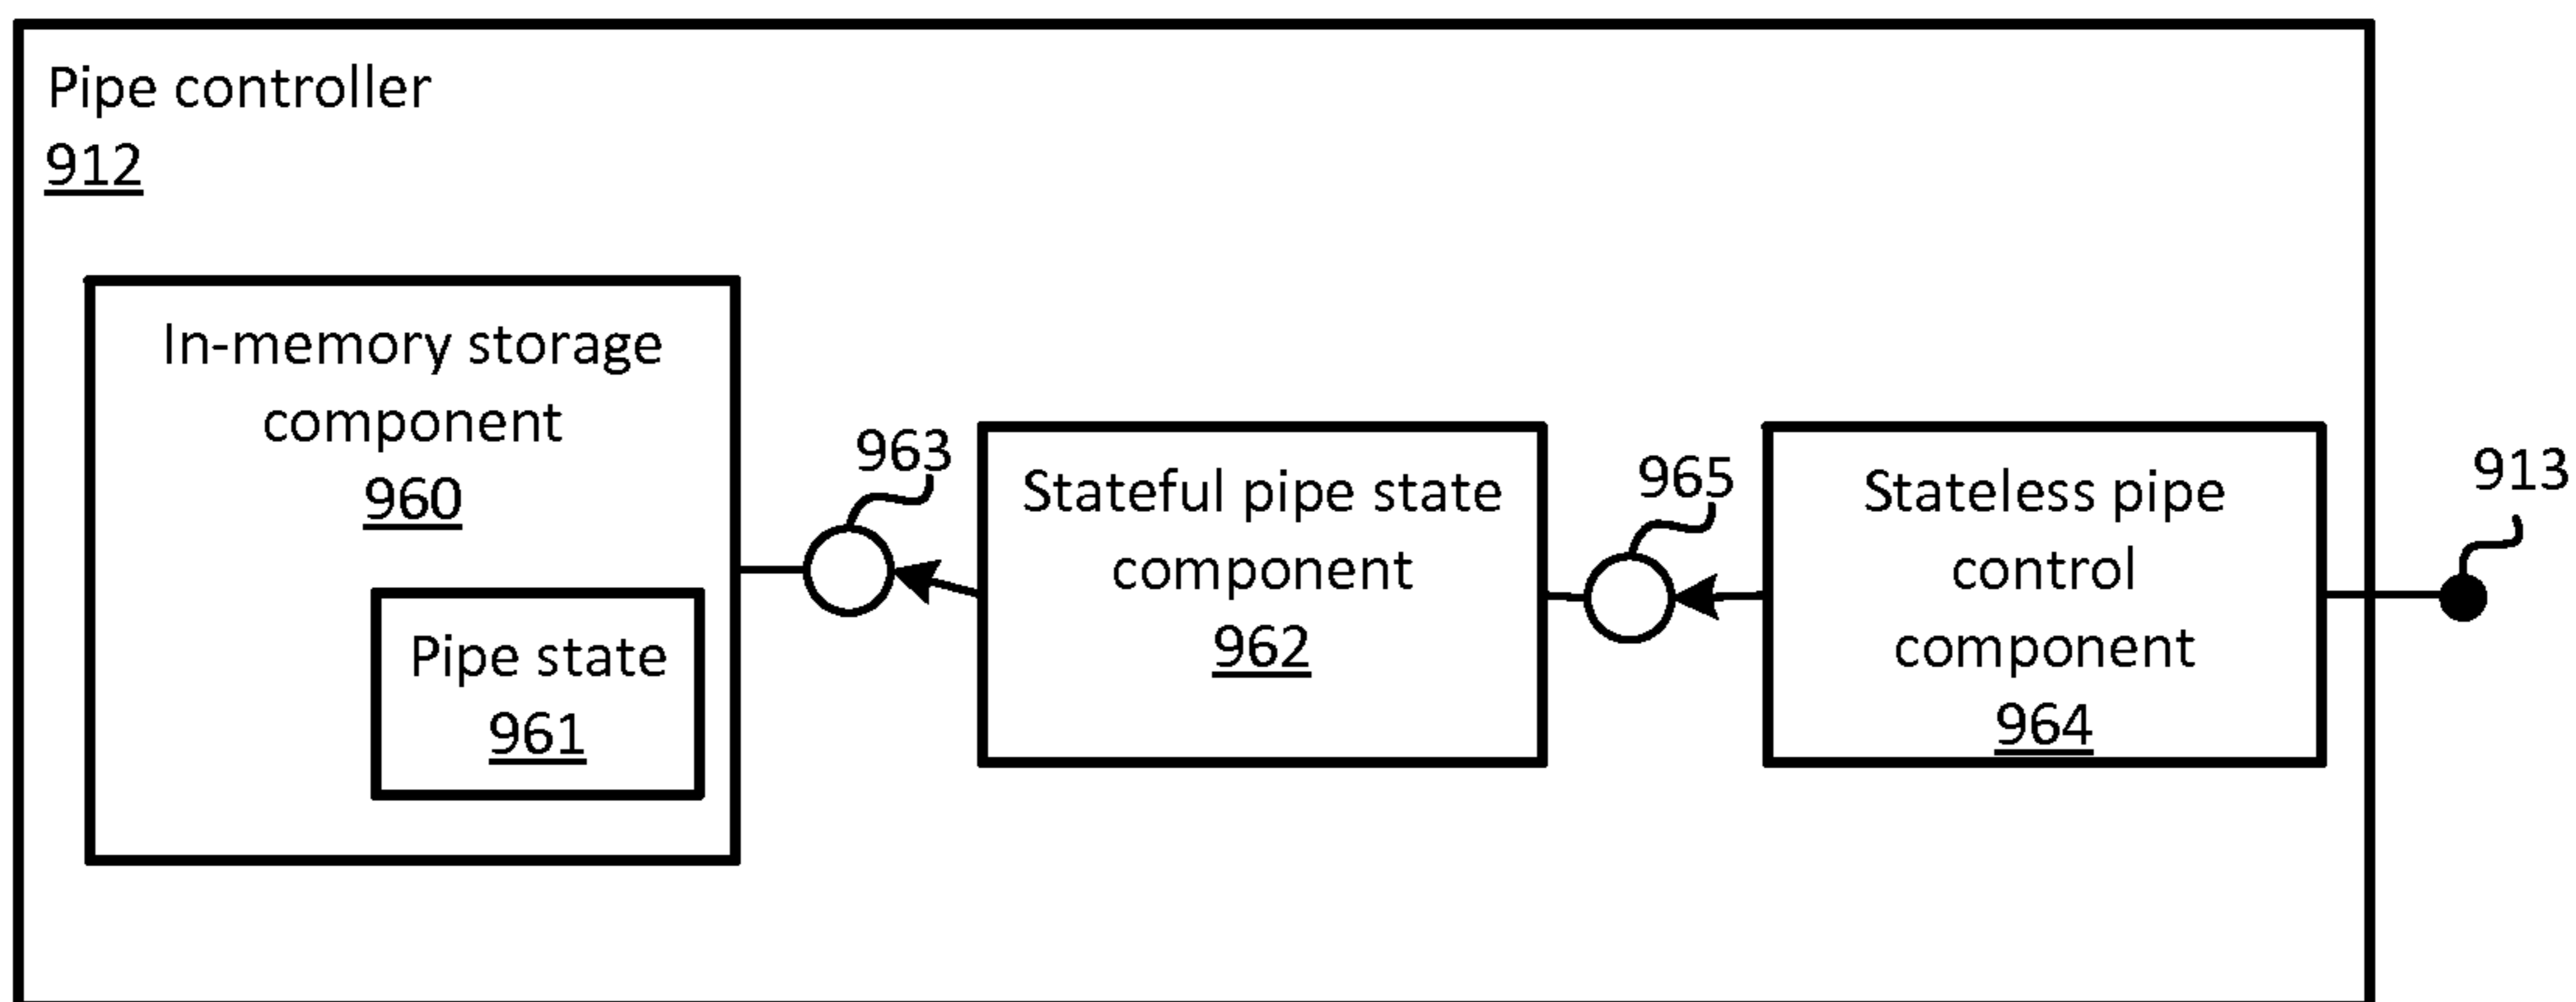 Pipe controller
912
In-memory storage
component
960
Pipe state
961
963
Stateful pipe state
component
962
965
Stateless pipe
control
component
964
913